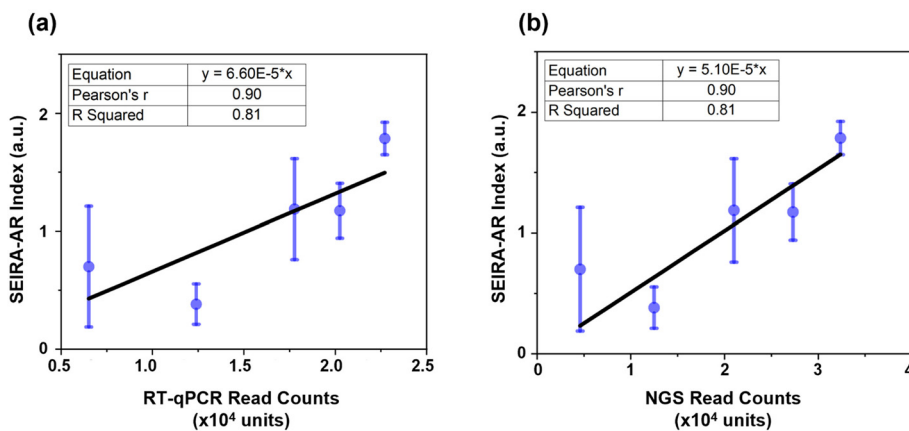 (a)
Equation y = 6.60E-5*x
Pearson's r 0.90
R Squared 0.81
SEIRA-AR Index (a.u.)
2
1
0
0.5 1.0 1.5 2.0 2.5
RT-qPCR Read Counts
(x10⁴ units)
(b)
Equation y = 5.10E-5*x
Pearson's r 0.90
R Squared 0.81
SEIRA-AR Index (a.u.)
2
1
0
0 1 2 3 4
NGS Read Counts
(x10⁴ units)